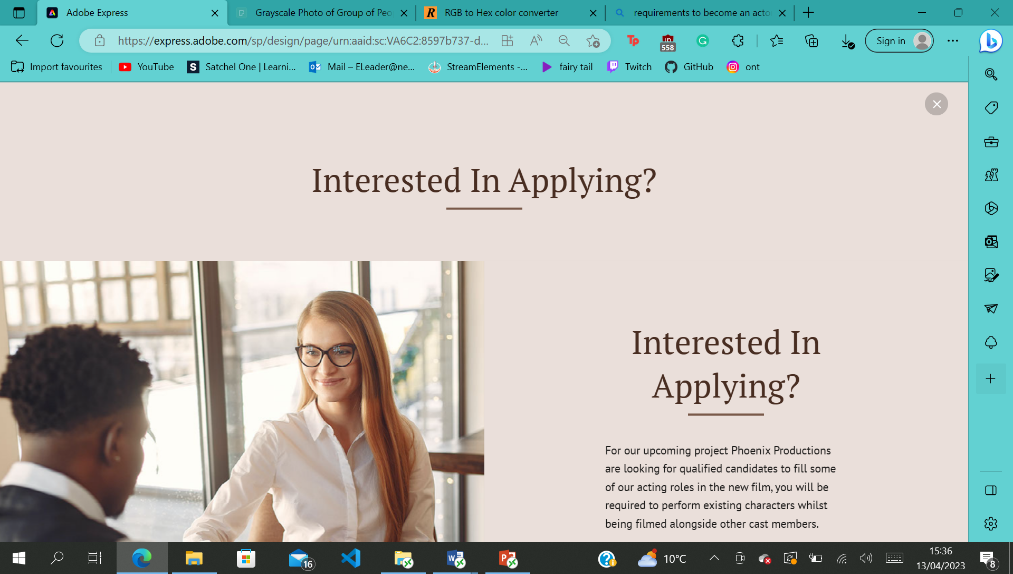 Adobe Express
Grayscale Photo of Group of Peo
RGB to Hex color converter
requirements to become an acto
https://express.adobe.com/sp/design/page/urn:aaid:sc:VA6C2:8597b737-d...
558
Sign in
Import favourites
YouTube
Satchel One | Learni...
Mail – ELeader@ne...
StreamElements -...
fairy tail
Twitch
GitHub
ont
Interested In Applying?
Interested In
Applying?
For our upcoming project Phoenix Productions
are looking for qualified candidates to fill some
of our acting roles in the new film, you will be
required to perform existing characters whilst
being filmed alongside other cast members.
16
10°C
15:36
13/04/2023
8